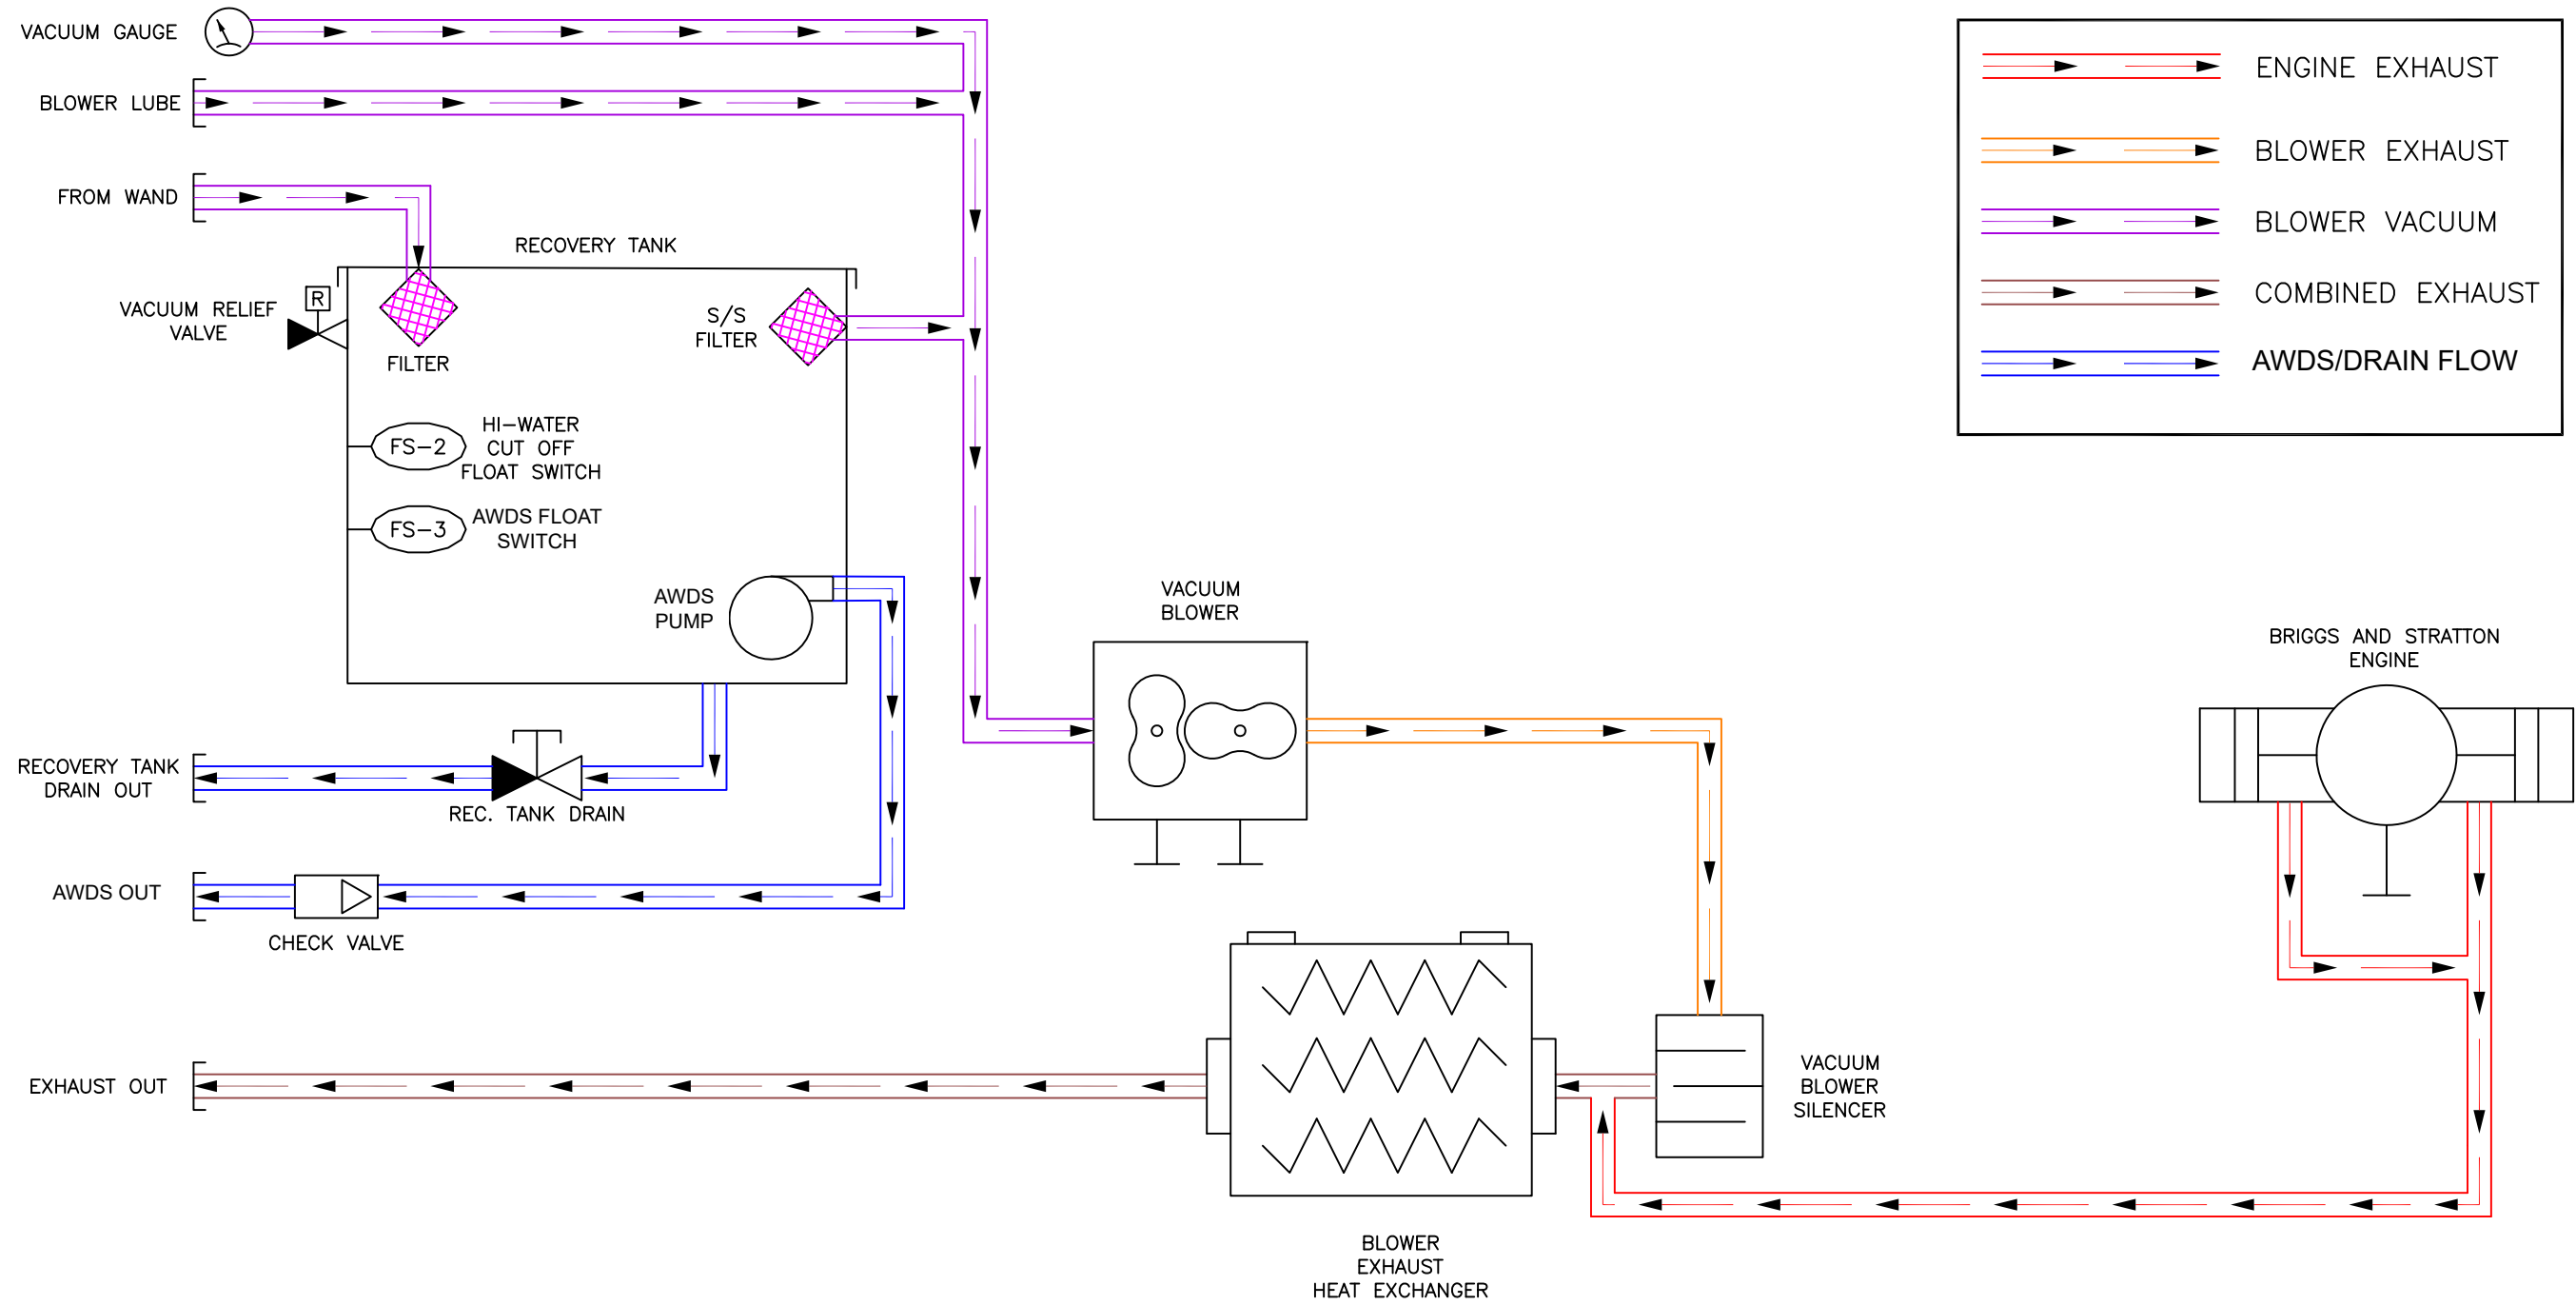 VACUUM GAUGE
BLOWER LUBE
FROM WAND
RECOVERY TANK
VACUUM RELIEF
VALVE
R
FILTER
S/S
FILTER
FS-2
HI-WATER
CUT OFF
FLOAT SWITCH
FS-3
AWDS FLOAT
SWITCH
AWDS
PUMP
RECOVERY TANK
DRAIN OUT
REC. TANK DRAIN
AWDS OUT
CHECK VALVE
EXHAUST OUT
VACUUM
BLOWER
BLOWER
EXHAUST
HEAT EXCHANGER
VACUUM
BLOWER
SILENCER
BRIGGS AND STRATTON
ENGINE
ENGINE EXHAUST
BLOWER EXHAUST
BLOWER VACUUM
COMBINED EXHAUST
AWDS/DRAIN FLOW